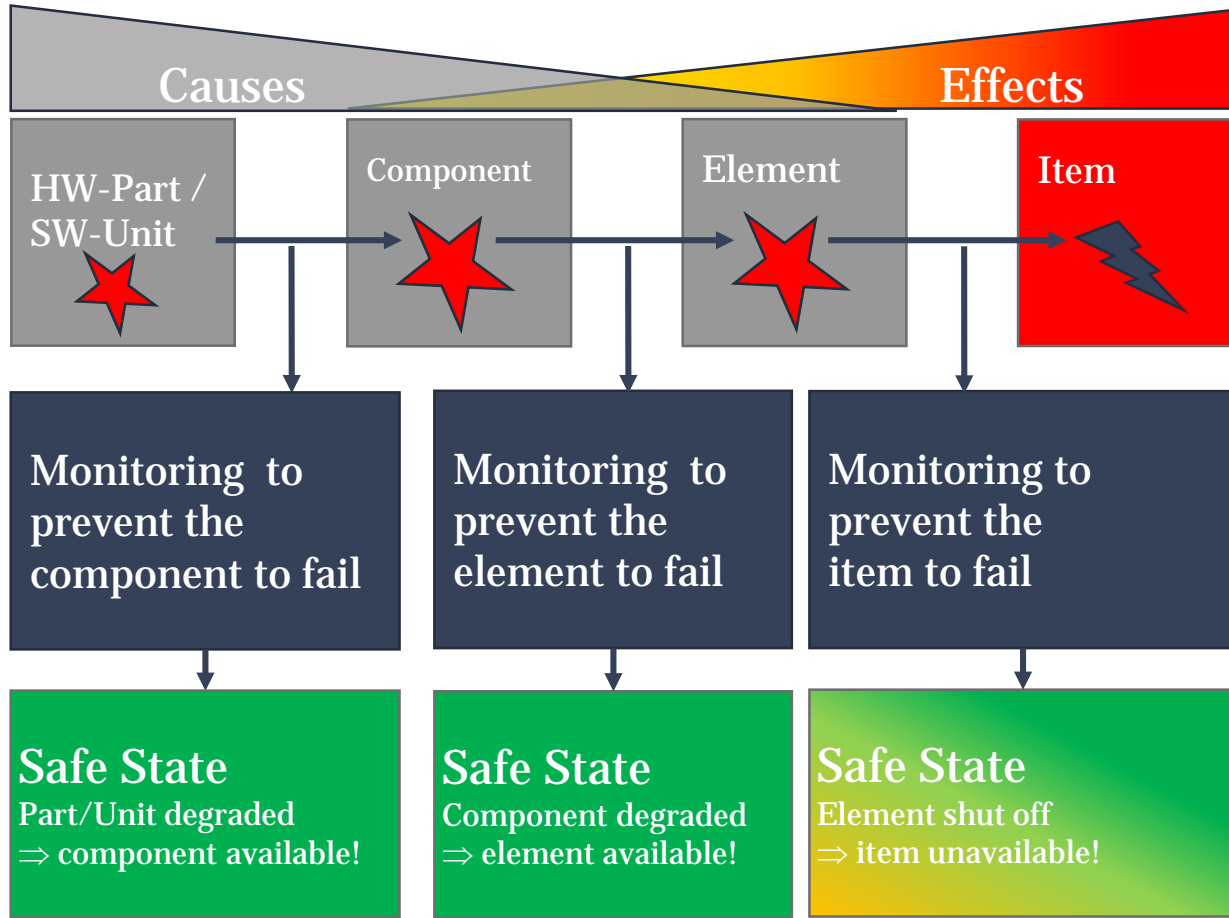 Causes
Effects
HW-Part /
SW-Unit
Component
Element
Item
Monitoring to
prevent the
component to fail
Monitoring to
prevent the
element to fail
Monitoring to
prevent the
item to fail
Safe State
Part/Unit degraded
⇒ component available!
Safe State
Component degraded
⇒ element available!
Safe State
Element shut off
⇒ item unavailable!